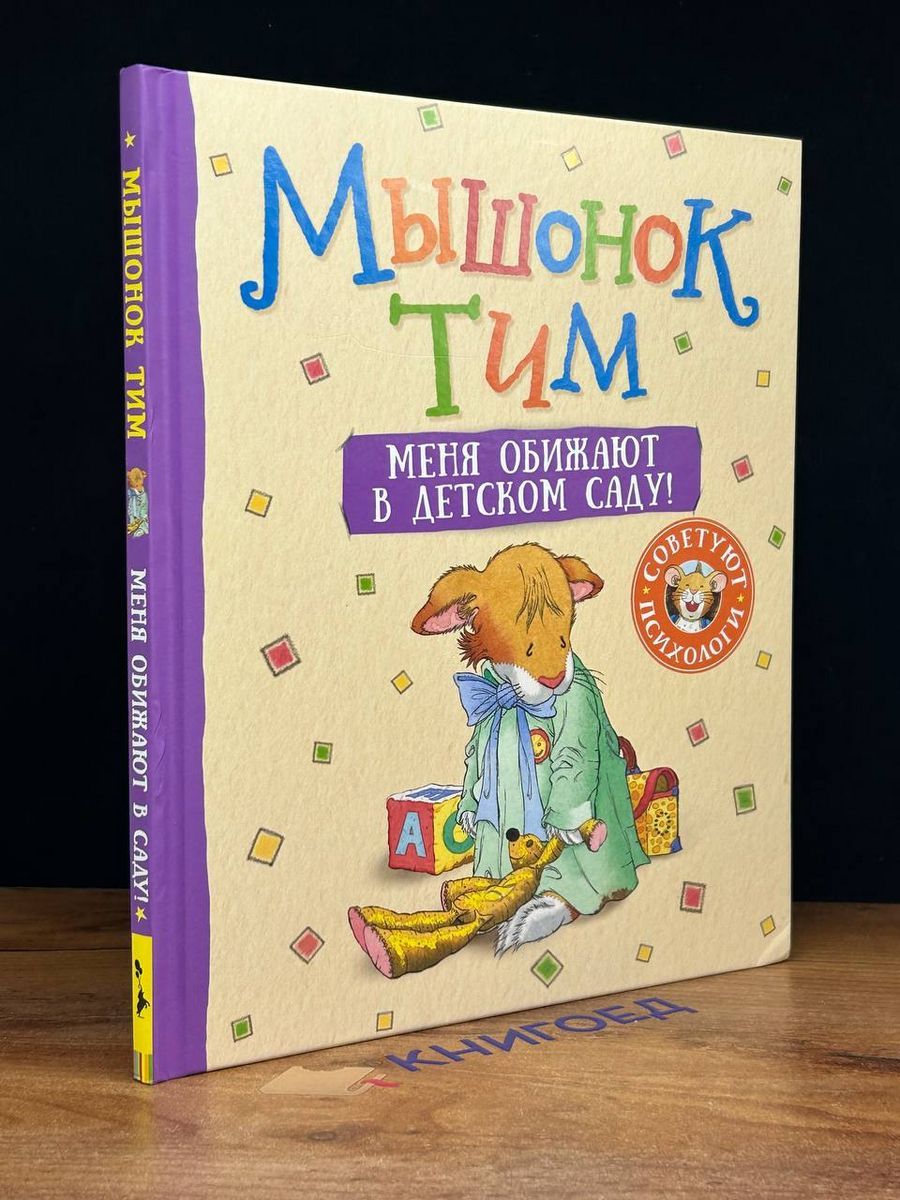 МЫШОНОК ТИМ
МЕНЯ ОБИЖАЮТ В САДУ!
МЫШОНОК
ТИМ
МЕНЯ ОБИЖАЮТ
В ДЕТСКОМ САДУ!
СОВЕТУЮТ
ПСИХОЛОГИ
A
C
КНИГОЕД